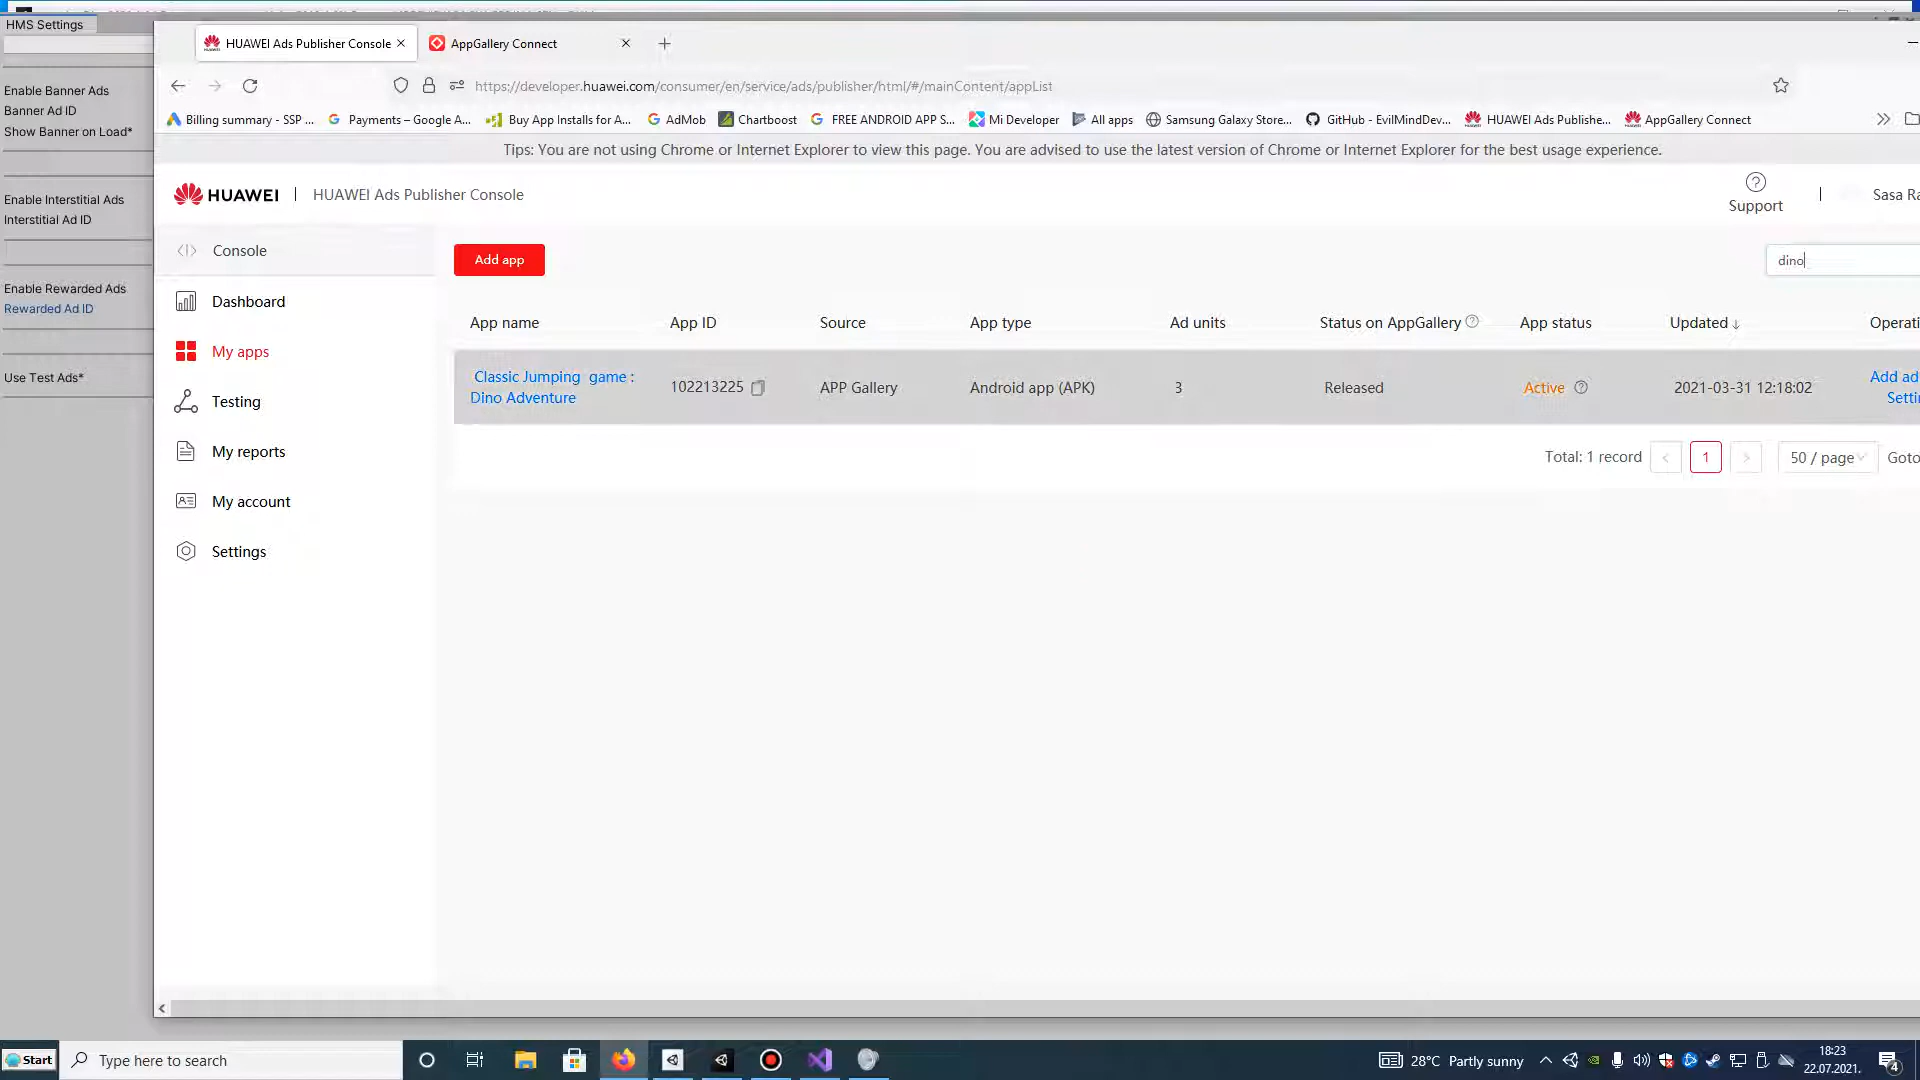 HMS Settings
HUAWEI Ads Publisher Console
AppGallery Connect
https://developer.huawei.com/consumer/en/service/ads/publisher/html/#/mainContent/appList
Enable Banner Ads
Banner Ad ID
Show Banner on Load*
Enable Interstitial Ads
Interstitial Ad ID
Enable Rewarded Ads
Rewarded Ad ID
Use Test Ads*
Billing summary - SSP ...
Payments – Google A...
Buy App Installs for A...
AdMob
Chartboost
FREE ANDROID APP S...
Mi Developer
All apps
Samsung Galaxy Store...
GitHub - EvilMindDev...
HUAWEI Ads Publishe...
AppGallery Connect
Tips: You are not using Chrome or Internet Explorer to view this page. You are advised to use the latest version of Chrome or Internet Explorer for the best usage experience.
HUAWEI | HUAWEI Ads Publisher Console
Support
Sasa Ra
Console
Dashboard
My apps
Testing
My reports
My account
Settings
Add app
dino
App name App ID Source App type Ad units Status on AppGallery App status Updated ↓ Operati
Classic Jumping game :
Dino Adventure
102213225 APP Gallery Android app (APK) 3 Released Active 2021-03-31 12:18:02
Add ad
Settin
Total: 1 record < 1 > 50 / page Goto
Start
Type here to search
28°C Partly sunny
18:23
22.07.2021.
4